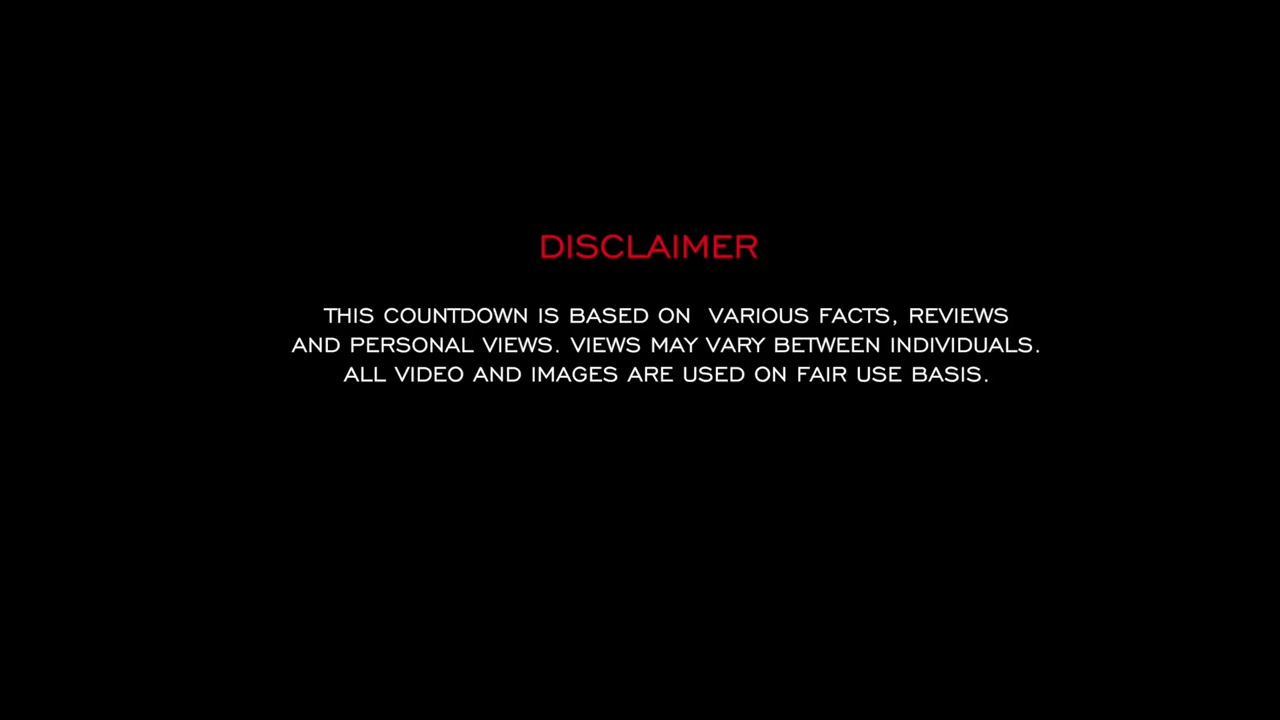 DISCLAIMER
THIS COUNTDOWN IS BASED ON  VARIOUS FACTS, REVIEWS
AND PERSONAL VIEWS. VIEWS MAY VARY BETWEEN INDIVIDUALS.
ALL VIDEO AND IMAGES ARE USED ON FAIR USE BASIS.